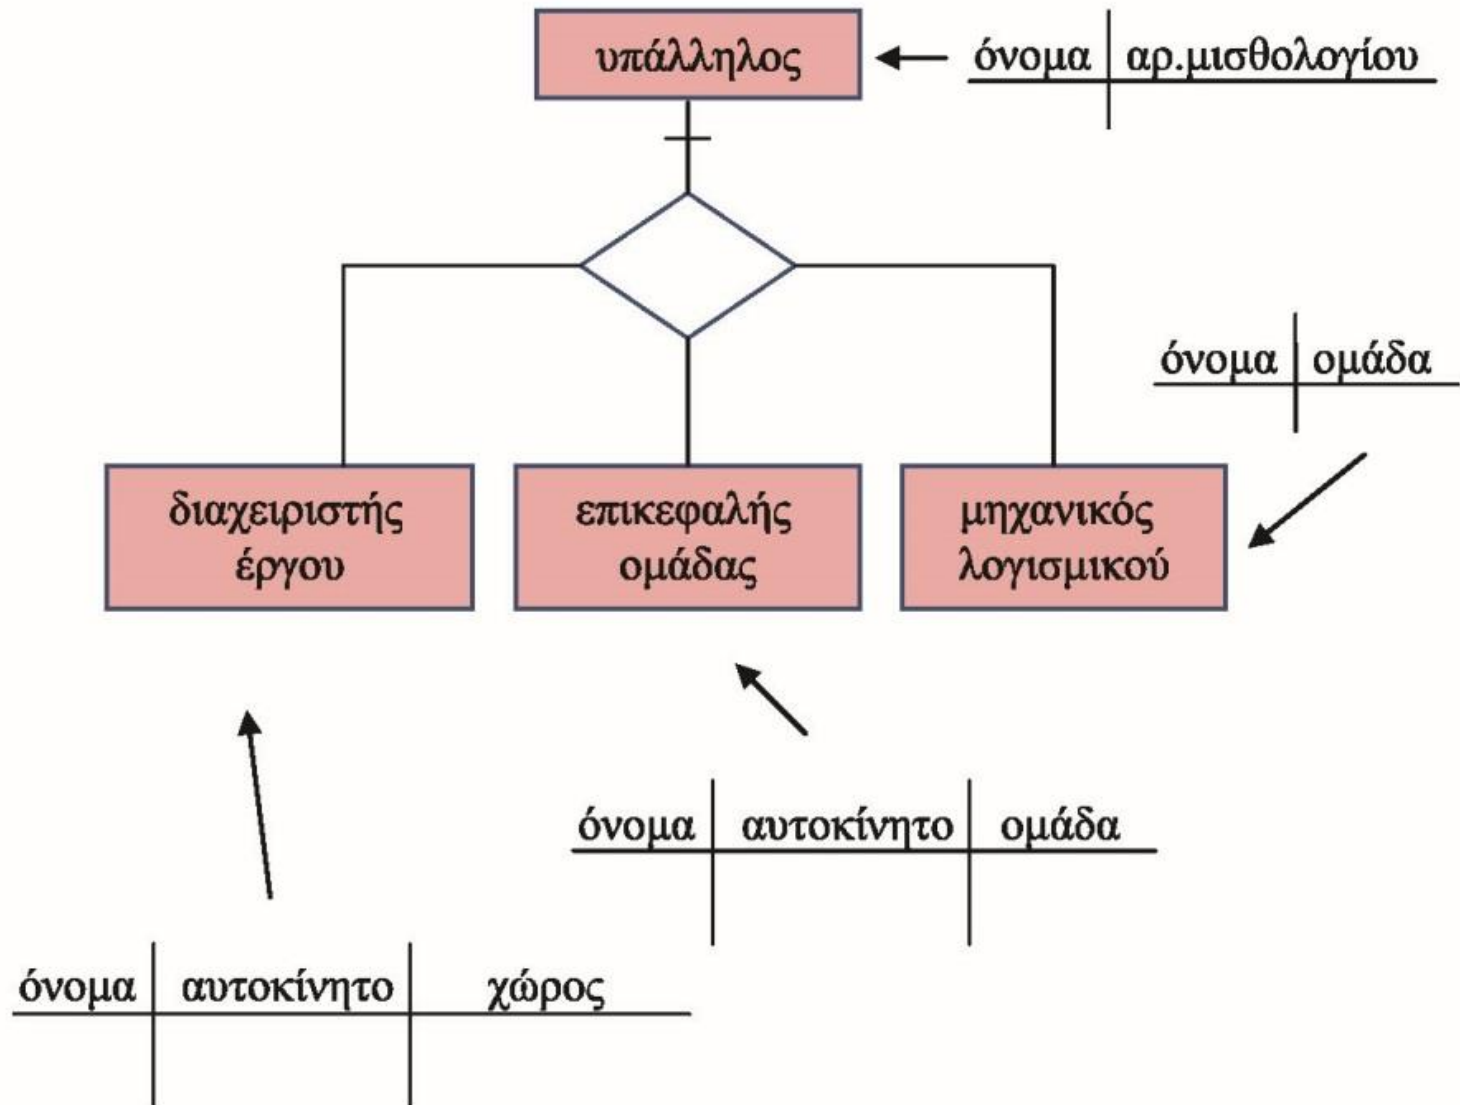 υπάλληλος
όνομα αρ.μισθολογίου
όνομα ομάδα
διαχειριστής
έργου
επικεφαλής
ομάδας
μηχανικός
λογισμικού
όνομα αυτοκίνητο ομάδα
όνομα αυτοκίνητο χώρος